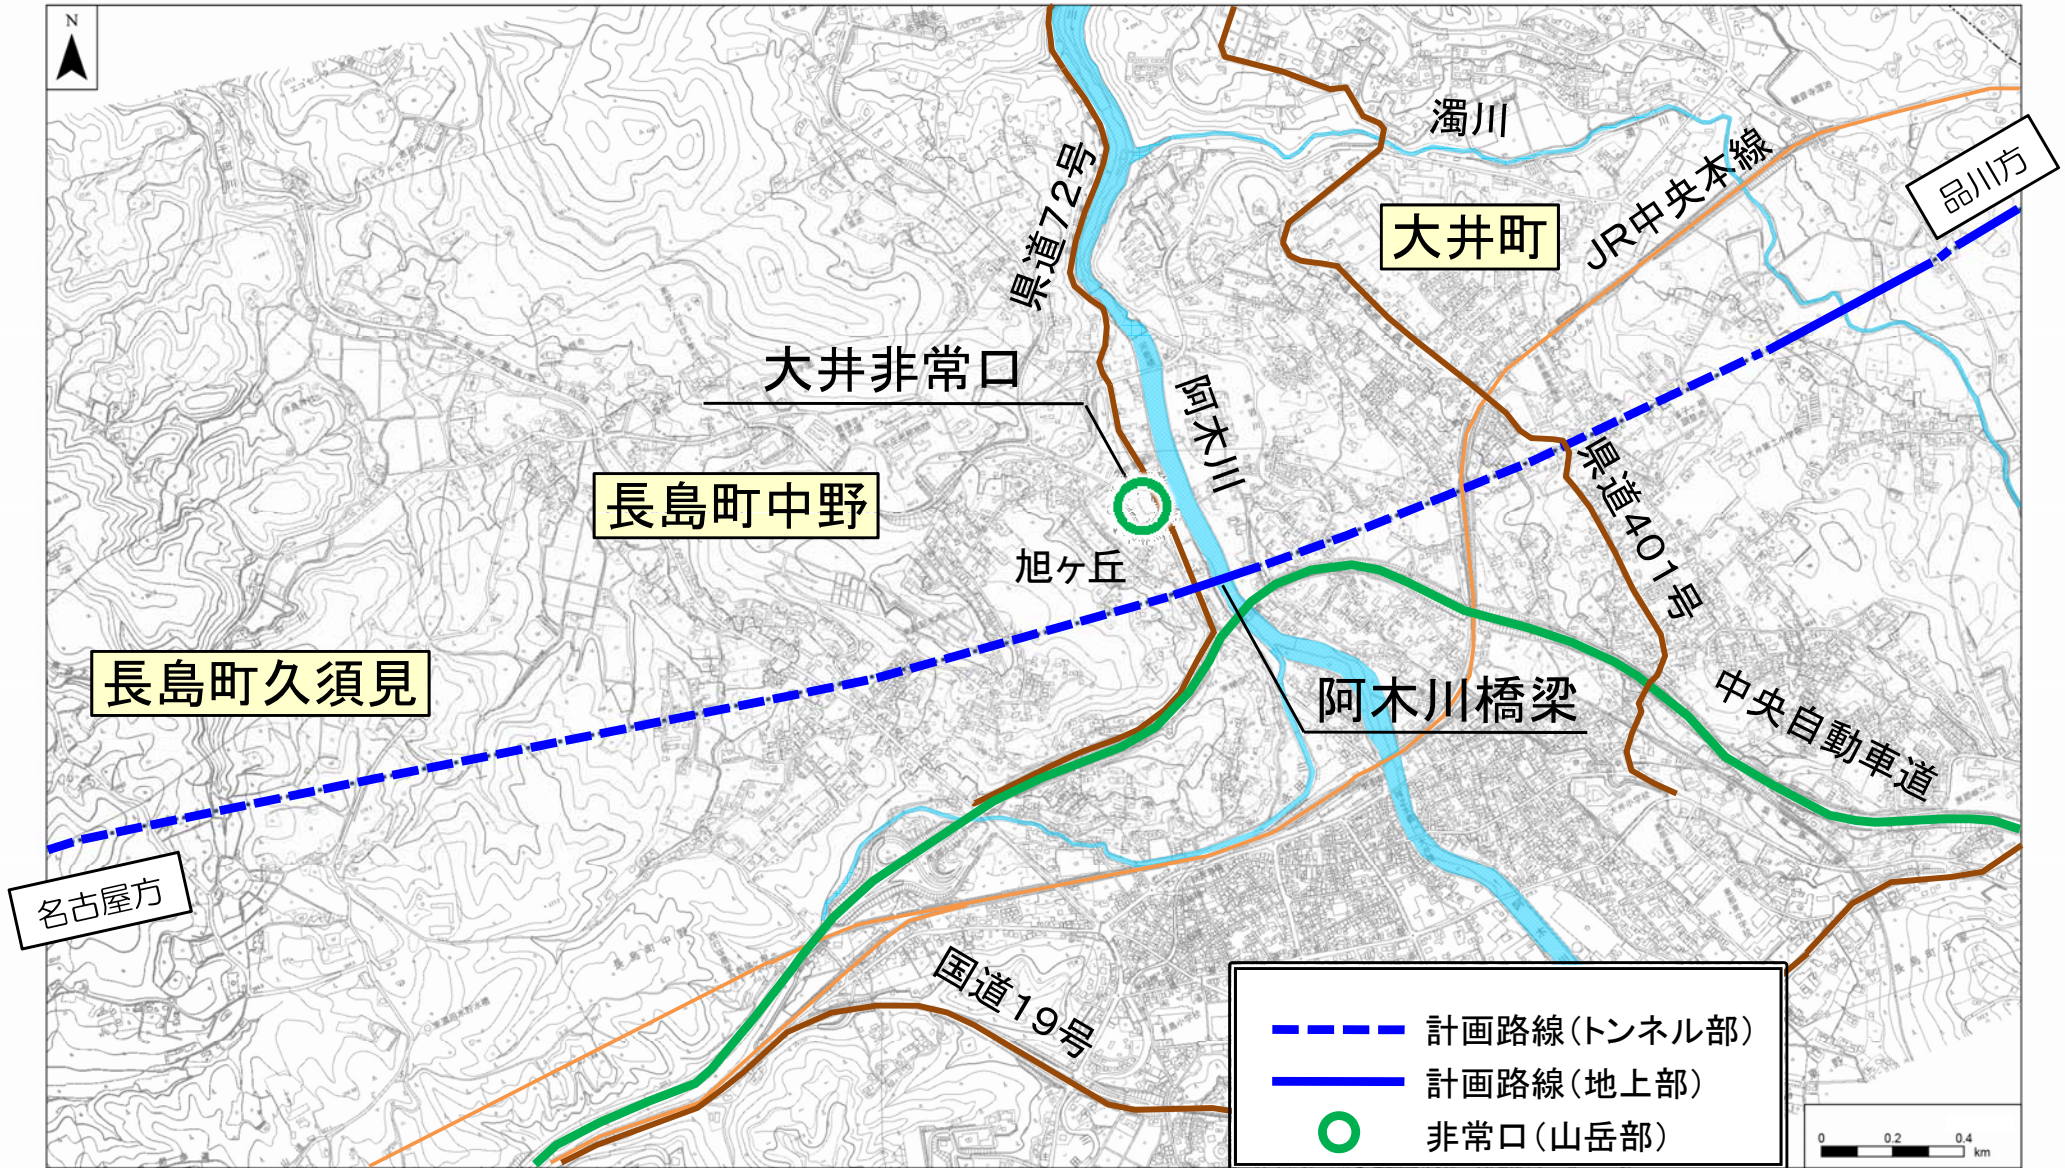 N
濁川
県道72号
JR中央本線
品川方
大井町
大井非常口
阿木川
長島町中野
県道401号
旭ヶ丘
長島町久須見
阿木川橋梁
中央自動車道
名古屋方
国道19号
計画路線(トンネル部)
計画路線(地上部)
非常口(山岳部)
0 0.2 0.4 km